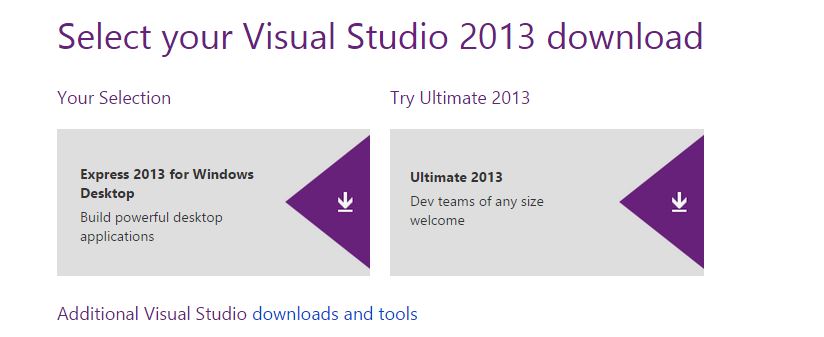 Select your Visual Studio 2013 download
Your Selection
Try Ultimate 2013
Express 2013 for Windows
Desktop
Build powerful desktop
applications
Ultimate 2013
Dev teams of any size
welcome
Additional Visual Studio downloads and tools